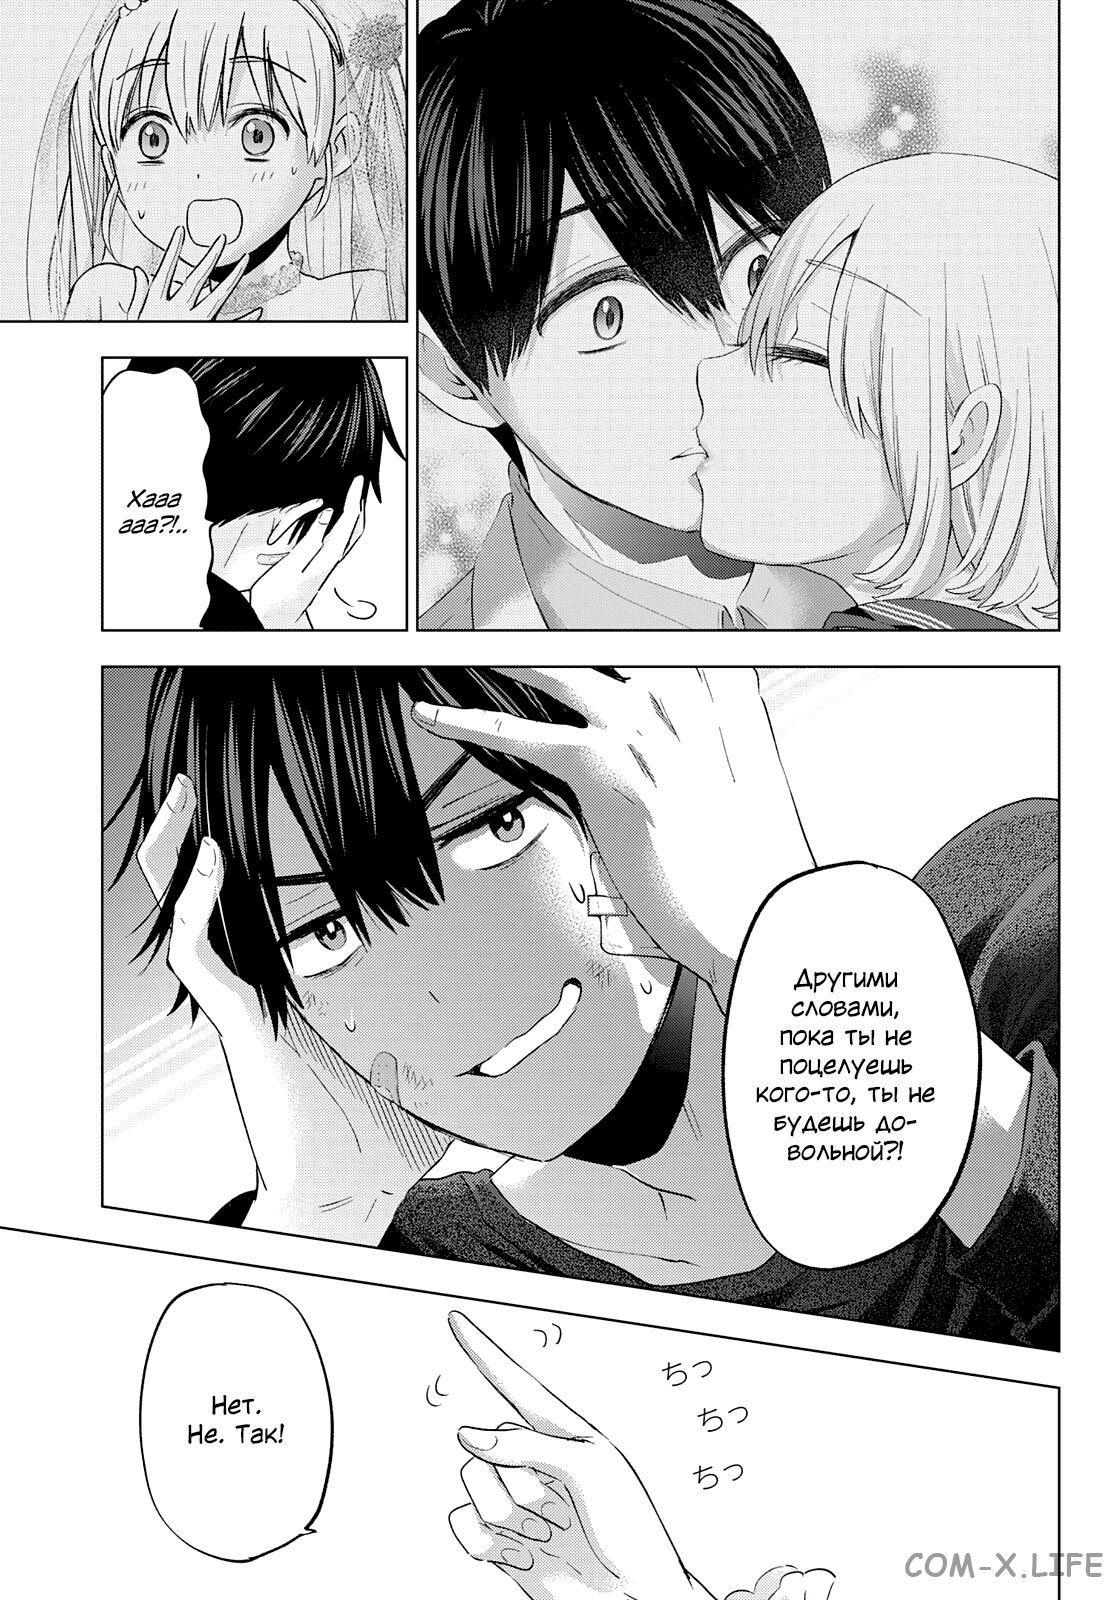 Хааа
ааа?!..
Другими
словами,
пока ты не
поцелуешь
кого-то, ты не
будешь до-
вольной?!
ちっ
ちっ
ちっ
Нет.
Не. Так!
COM-X.LIFE